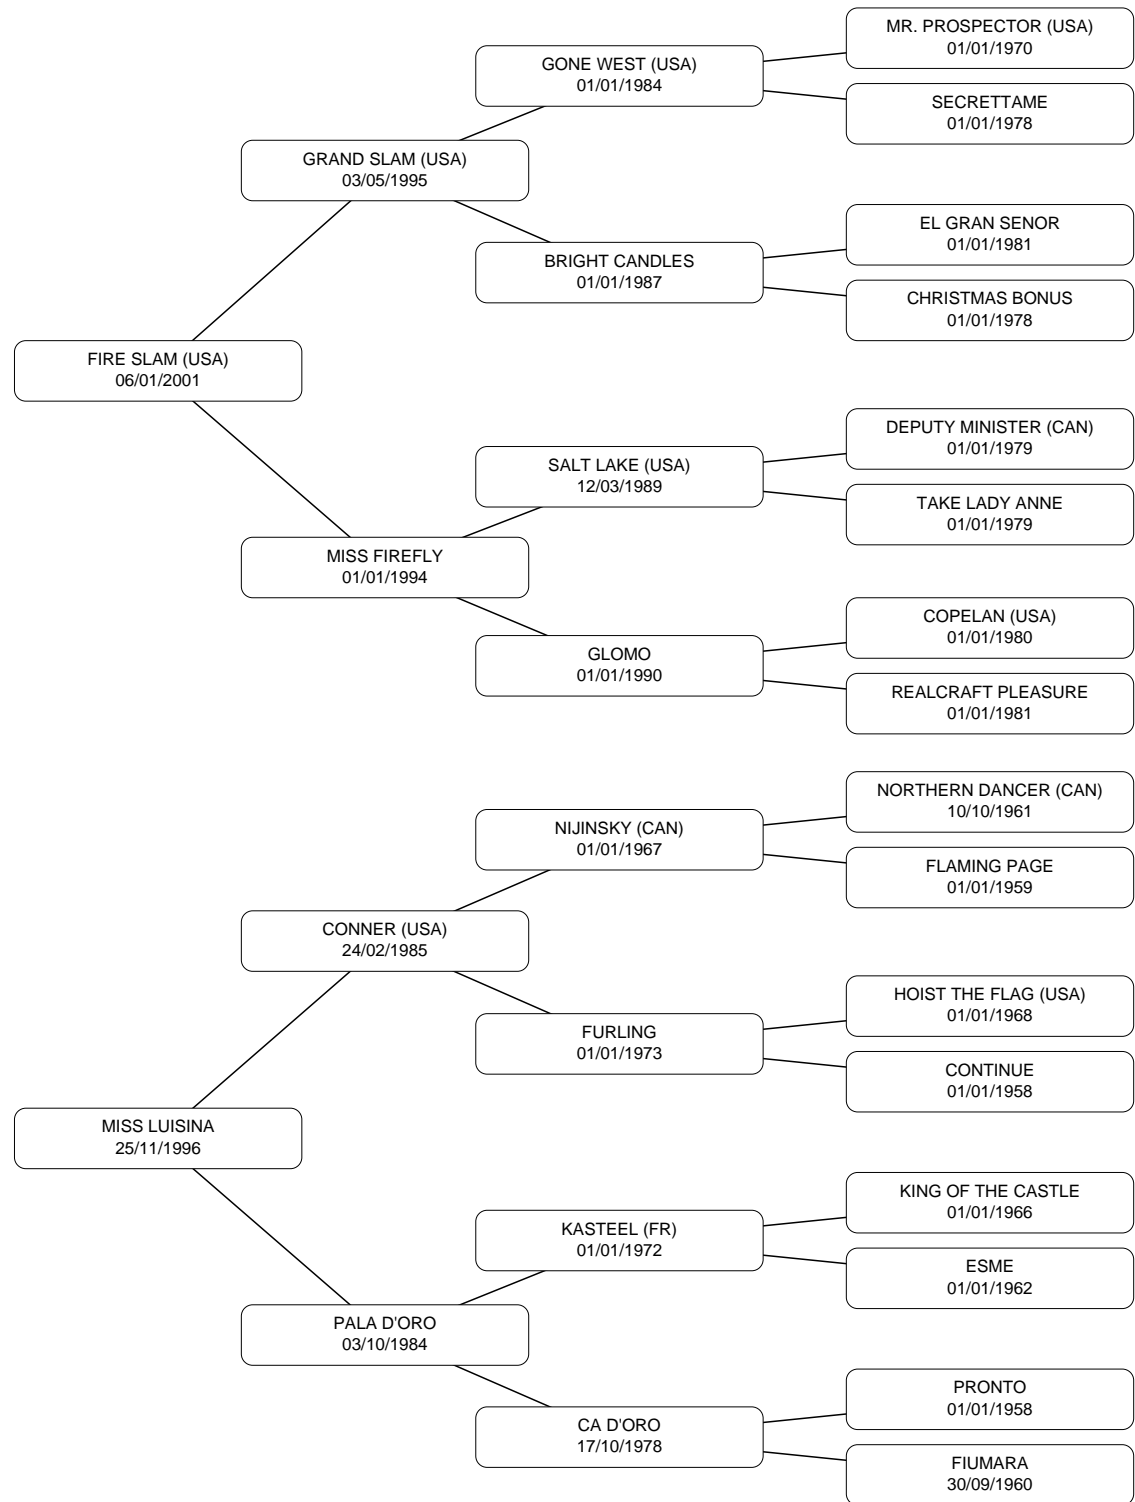 MR. PROSPECTOR (USA)
01/01/1970
GONE WEST (USA)
01/01/1984
SECRETTAME
01/01/1978
GRAND SLAM (USA)
03/05/1995
EL GRAN SENOR
01/01/1981
BRIGHT CANDLES
01/01/1987
CHRISTMAS BONUS
01/01/1978
FIRE SLAM (USA)
06/01/2001
DEPUTY MINISTER (CAN)
01/01/1979
SALT LAKE (USA)
12/03/1989
TAKE LADY ANNE
01/01/1979
MISS FIREFLY
01/01/1994
COPELAN (USA)
01/01/1980
GLOMO
01/01/1990
REALCRAFT PLEASURE
01/01/1981
NORTHERN DANCER (CAN)
10/10/1961
NIJINSKY (CAN)
01/01/1967
FLAMING PAGE
01/01/1959
CONNER (USA)
24/02/1985
HOIST THE FLAG (USA)
01/01/1968
FURLING
01/01/1973
CONTINUE
01/01/1958
MISS LUISINA
25/11/1996
KING OF THE CASTLE
01/01/1966
KASTEEL (FR)
01/01/1972
ESME
01/01/1962
PALA D'ORO
03/10/1984
PRONTO
01/01/1958
CA D'ORO
17/10/1978
FIUMARA
30/09/1960